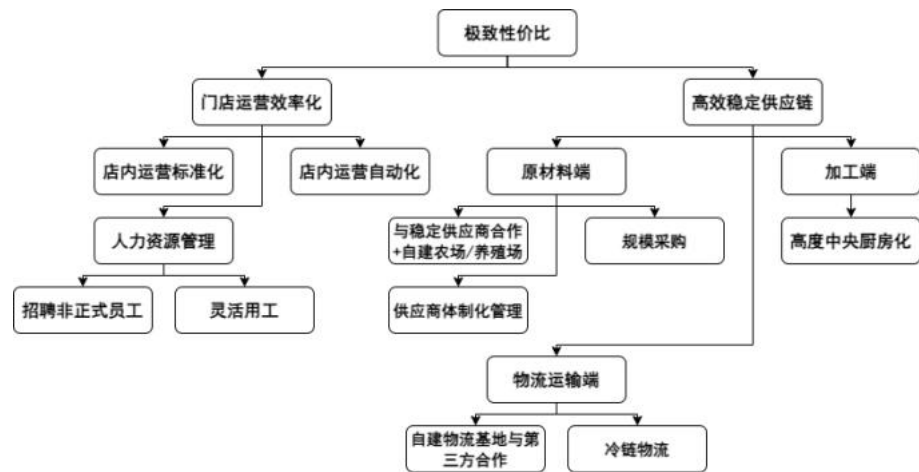 极致性价比
门店运营效率化
高效稳定供应链
店内运营标准化
店内运营自动化
原材料端
加工端
人力资源管理
与稳定供应商合作
+自建农场/养殖场
规模采购
高度中央厨房化
招聘非正式员工
灵活用工
供应商体制化管理
物流运输端
自建物流基地与第
三方合作
冷链物流